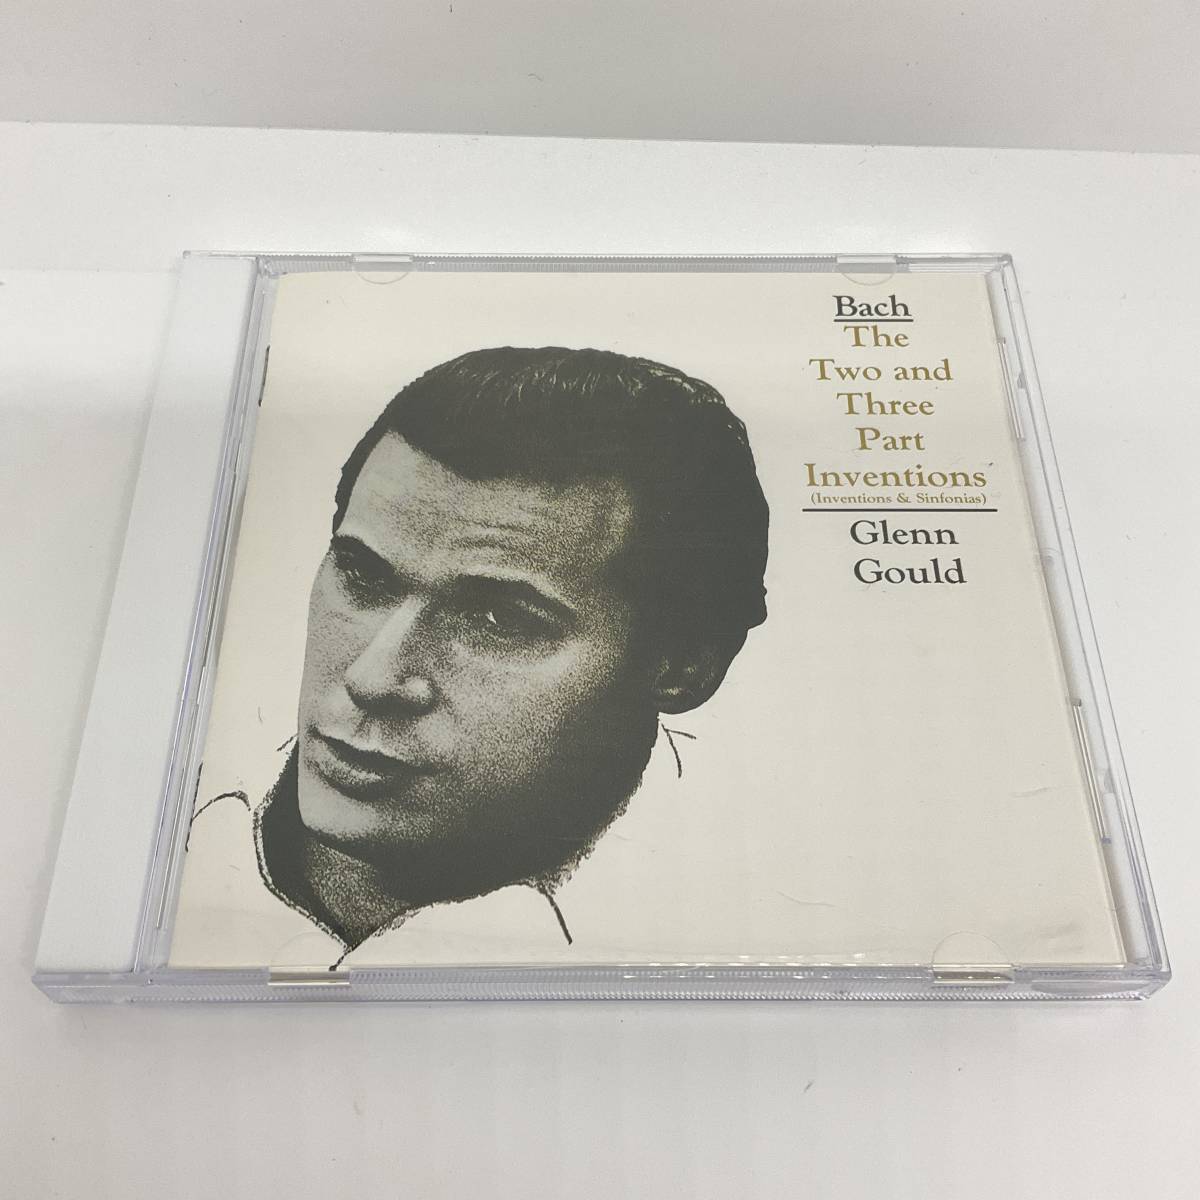 Bach
The
Two and
Three
Part
Inventions
(Inventions & Sinfonias)
Glenn
Gould